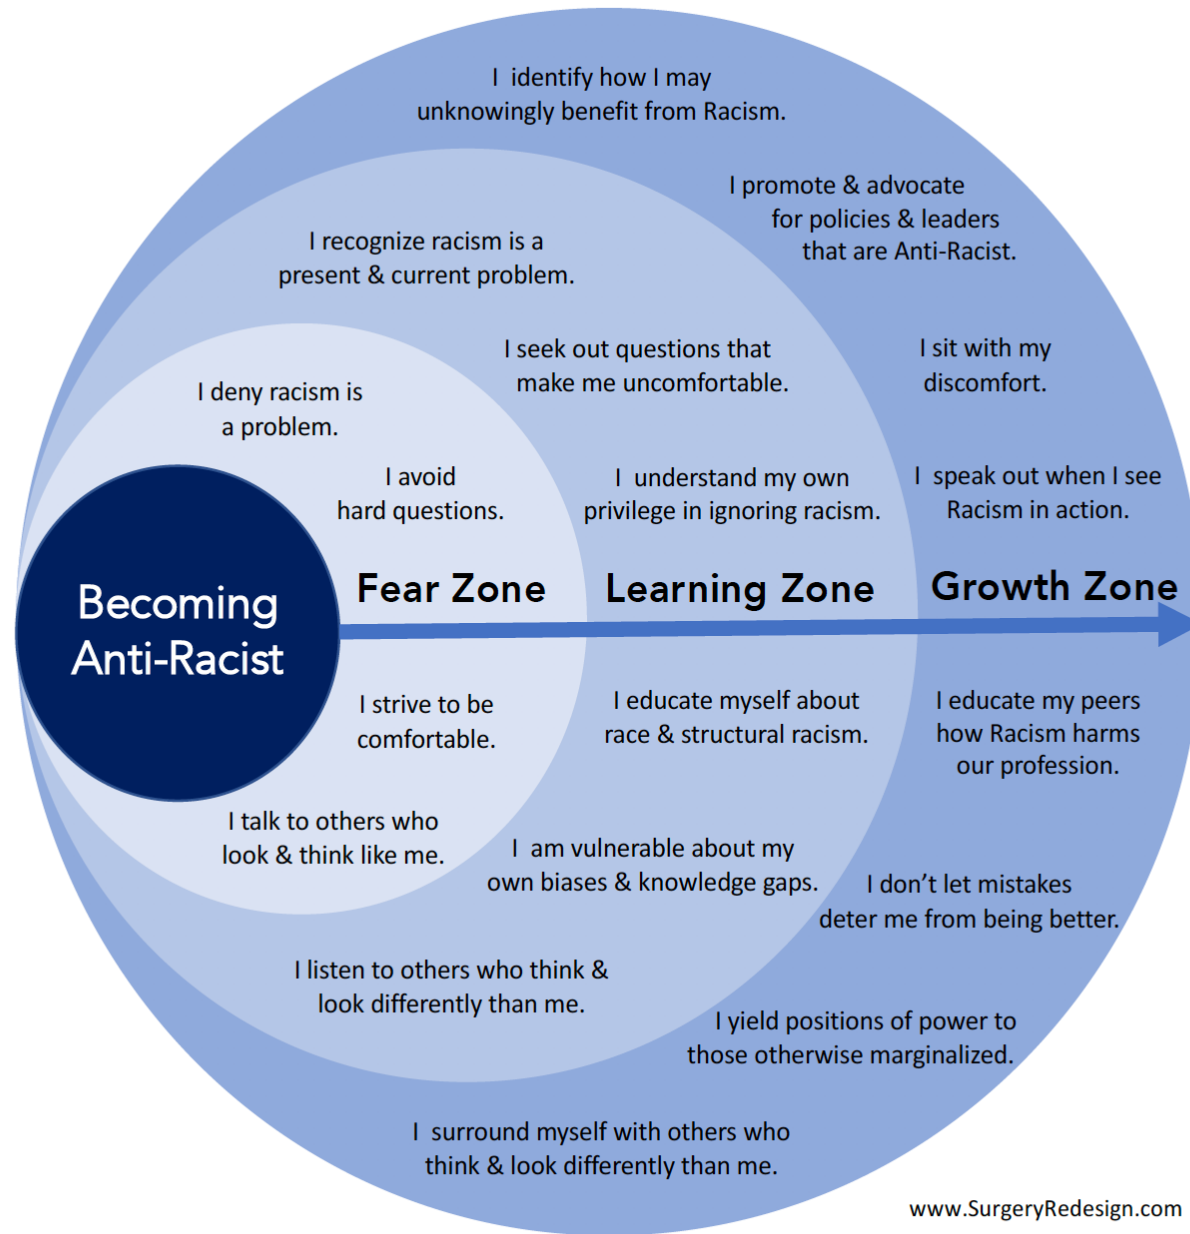 I identify how I may
unknowingly benefit from Racism.
I promote & advocate
for policies & leaders
that are Anti-Racist.
I recognize racism is a
present & current problem.
I seek out questions that
make me uncomfortable.
I sit with my
discomfort.
I deny racism is
a problem.
I avoid
hard questions.
I understand my own
privilege in ignoring racism.
I speak out when I see
Racism in action.
Becoming
Anti-Racist
Fear Zone
Learning Zone
Growth Zone
I strive to be
comfortable.
I educate myself about
race & structural racism.
I educate my peers
how Racism harms
our profession.
I talk to others who
look & think like me.
I am vulnerable about my
own biases & knowledge gaps.
I don’t let mistakes
deter me from being better.
I listen to others who think &
look differently than me.
I yield positions of power to
those otherwise marginalized.
I surround myself with others who
think & look differently than me.
www.SurgeryRedesign.com